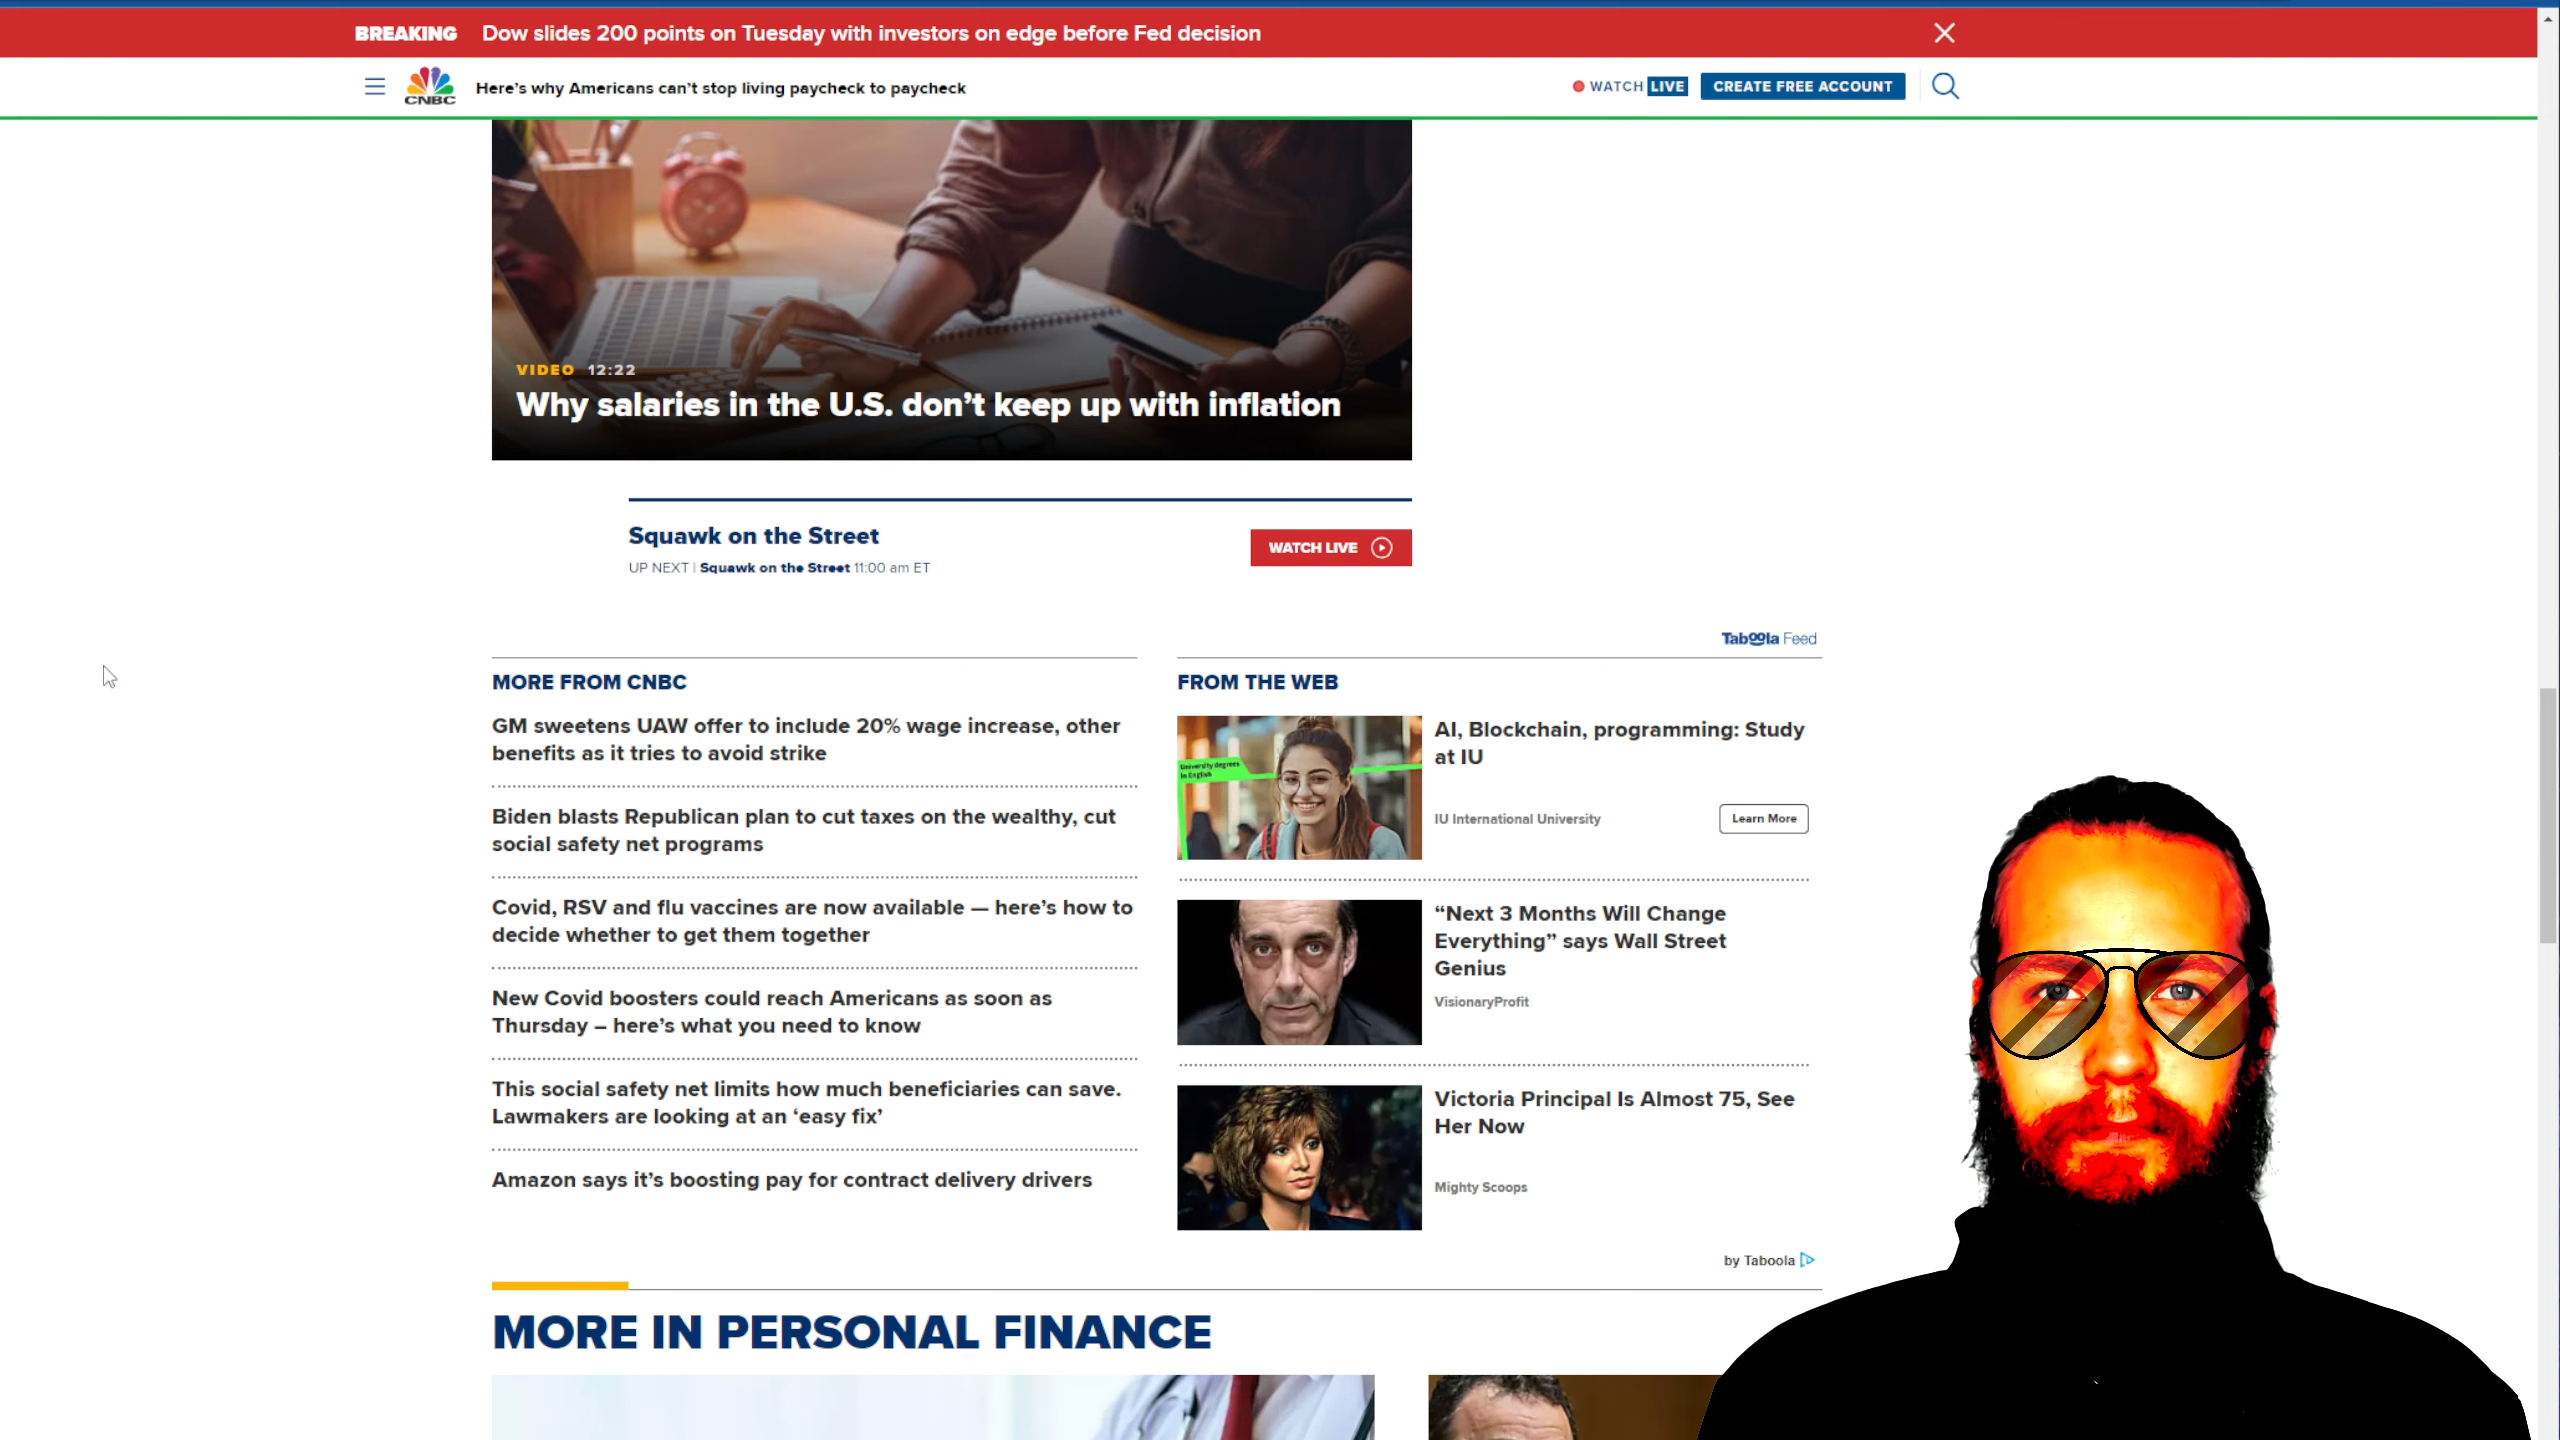 BREAKING Dow slides 200 points on Tuesday with investors on edge before Fed decision
CNBC
Here's why Americans can't stop living paycheck to paycheck
WATCH LIVE
CREATE FREE ACCOUNT
VIDEO 12:22
Why salaries in the U.S. don't keep up with inflation
Squawk on the Street
UP NEXT | Squawk on the Street 11:00 am ET
WATCH LIVE
Taboola Feed
MORE FROM CNBC
GM sweetens UAW offer to include 20% wage increase, other
benefits as it tries to avoid strike
Biden blasts Republican plan to cut taxes on the wealthy, cut
social safety net programs
Covid, RSV and flu vaccines are now available — here's how to
decide whether to get them together
New Covid boosters could reach Americans as soon as
Thursday – here's what you need to know
This social safety net limits how much beneficiaries can save.
Lawmakers are looking at an ‘easy fix’
Amazon says it's boosting pay for contract delivery drivers
FROM THE WEB
University degrees
in English
AI, Blockchain, programming: Study
at IU
IU International University
Learn More
“Next 3 Months Will Change
Everything” says Wall Street
Genius
VisionaryProfit
Victoria Principal Is Almost 75, See
Her Now
Mighty Scoops
by Taboola
MORE IN PERSONAL FINANCE